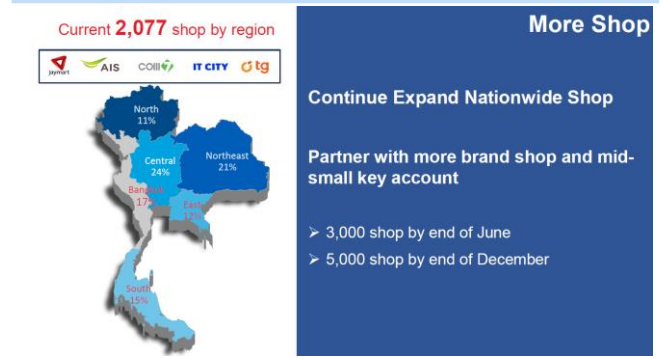 Current 2,077 shop by region
jaymart AIS COM7 IT CITY tg
North
11%
Central
24%
Northeast
21%
Bangkok
17%
East
12%
South
15%
More Shop
Continue Expand Nationwide Shop
Partner with more brand shop and mid-
small key account
➢ 3,000 shop by end of June
➢ 5,000 shop by end of December